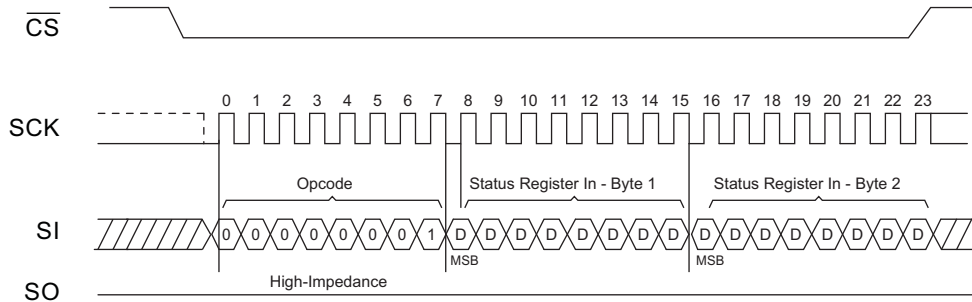 CS
0 1 2 3 4 5 6 7 8 9 10 11 12 13 14 15 16 17 18 19 20 21 22 23
SCK
Opcode Status Register In - Byte 1 Status Register In - Byte 2
SI 0 0 0 0 0 0 0 1 D D D D D D D D D D D D D D D D
MSB MSB
High-Impedance
SO